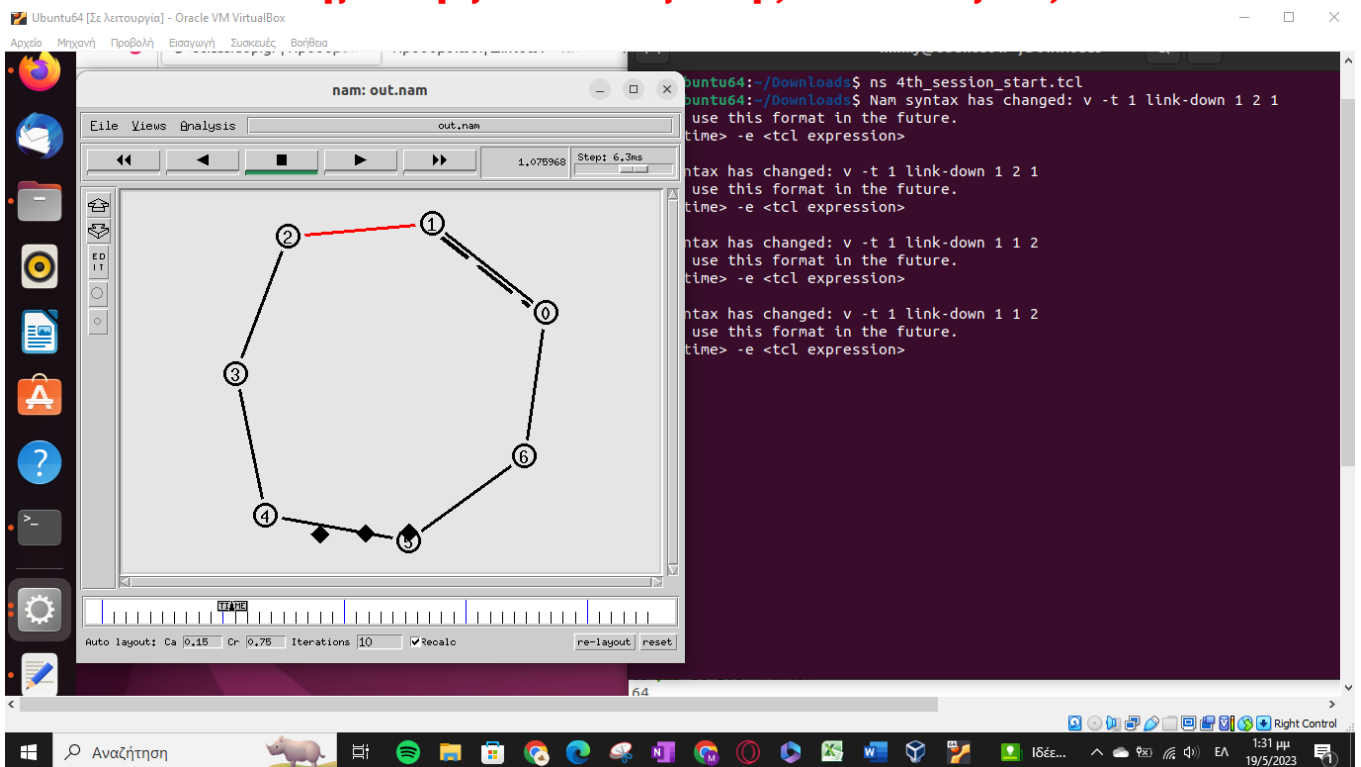 Ubuntu64 [Σε λειτουργία] - Oracle VM VirtualBox
Αρχείο Μηχανή Προβολή Εισαγωγή Συσκευές Βοήθεια
nam: out.nam
Eile Views Analysis out.nam
1.075968 Step: 6.3ms
ED
IT
2
1
0
3
6
4
5
TIME
Auto layout: Ca 0.15 Cr 0.75 Iterations 10 Recalc re-layout reset
buntu64:~/Downloads$ ns 4th_session_start.tcl
buntu64:~/Downloads$ Nam syntax has changed: v -t 1 link-down 1 2 1
use this format in the future.
time> -e <tcl expression>
ntax has changed: v -t 1 link-down 1 2 1
use this format in the future.
time> -e <tcl expression>
ntax has changed: v -t 1 link-down 1 1 2
use this format in the future.
time> -e <tcl expression>
ntax has changed: v -t 1 link-down 1 1 2
use this format in the future.
time> -e <tcl expression>
64
Right Control
Αναζήτηση
Ιδέε...
ΕΛ
1:31 μμ
19/5/2023